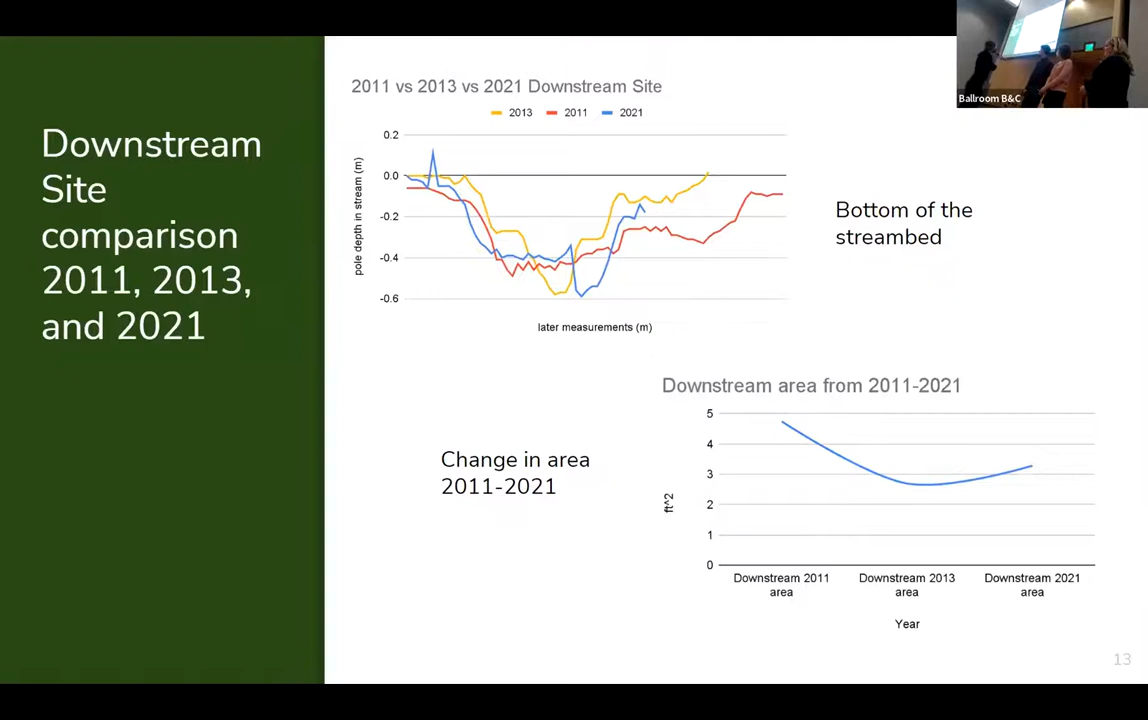 Downstream
Site
comparison
2011, 2013,
and 2021
2011 vs 2013 vs 2021 Downstream Site
2013 2011 2021
pole depth in stream (m)
0.2
0.0
-0.2
-0.4
-0.6
later measurements (m)
Bottom of the
streambed
Change in area
2011-2021
Downstream area from 2011-2021
ft^2
5
4
3
2
1
0
Downstream 2011 area
Downstream 2013 area
Downstream 2021 area
Year
13
Ballroom B&C